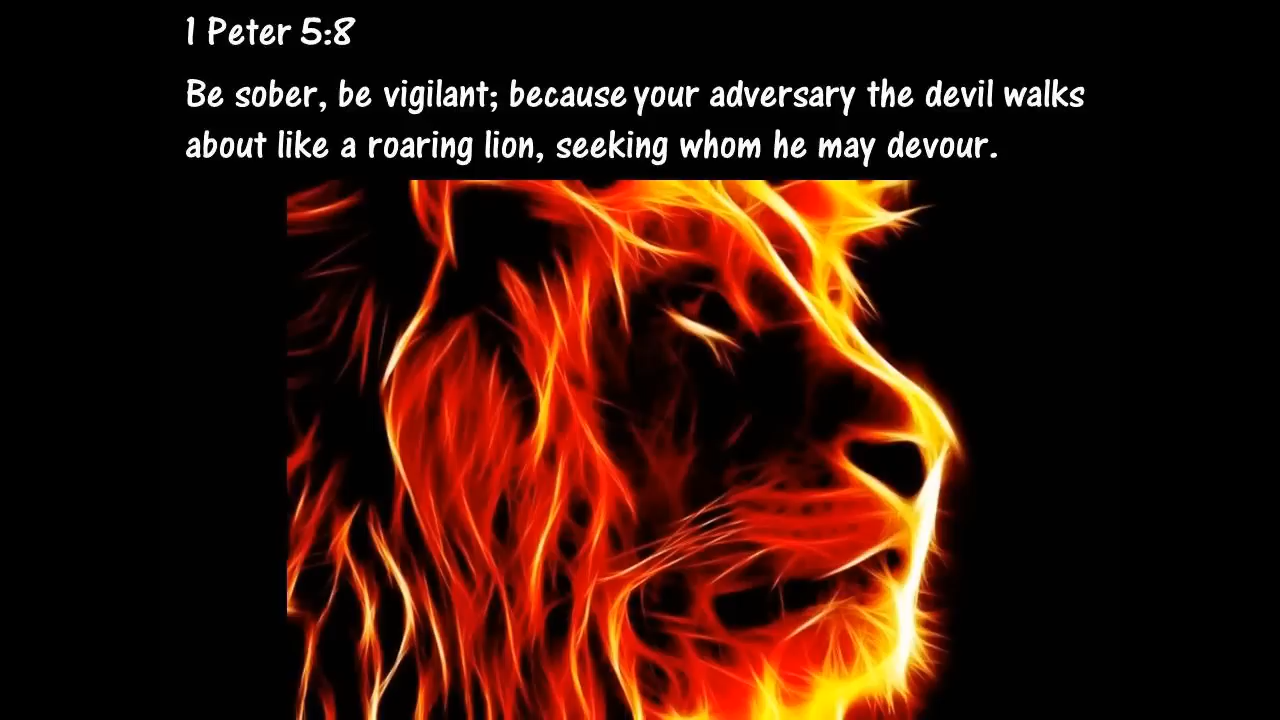 1 Peter 5:8
Be sober, be vigilant; because your adversary the devil walks
about like a roaring lion, seeking whom he may devour.